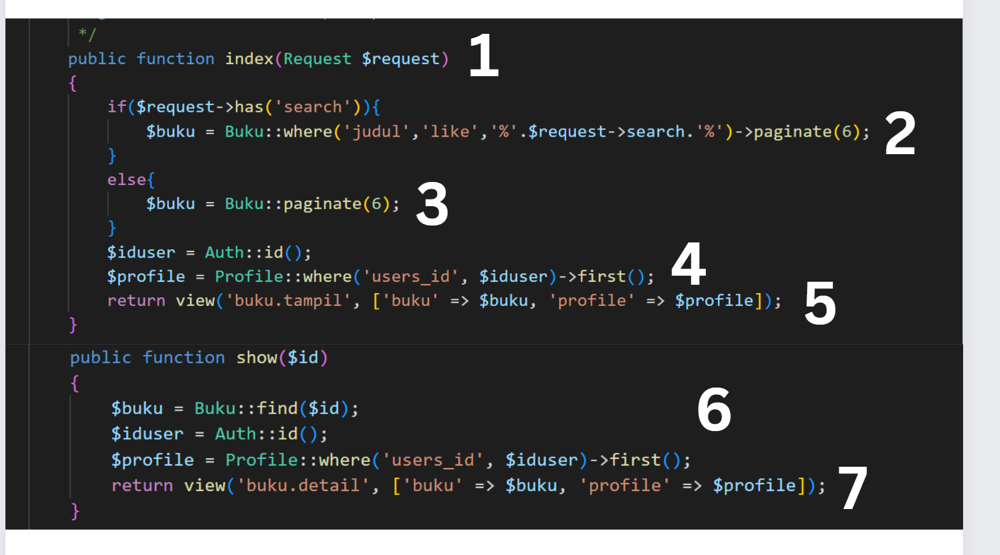 */
public function index(Request $request) 1
{
if($request->has('search')){
$buku = Buku::where('judul','like','%'.$request->search.'%')->paginate(6); 2
}
else{
$buku = Buku::paginate(6); 3
}
$iduser = Auth::id();
$profile = Profile::where('users_id', $iduser)->first(); 4
return view('buku.tampil', ['buku' => $buku, 'profile' => $profile]); 5
}
public function show($id)
{
$buku = Buku::find($id); 6
$iduser = Auth::id();
$profile = Profile::where('users_id', $iduser)->first();
return view('buku.detail', ['buku' => $buku, 'profile' => $profile]); 7
}